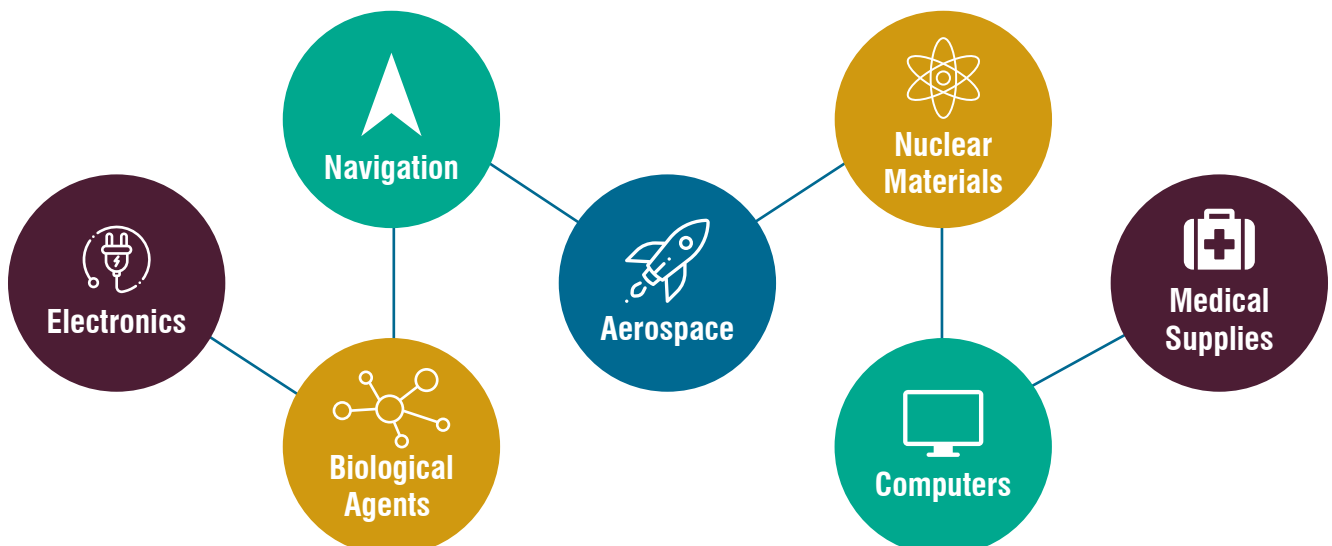 Navigation
Nuclear
Materials
Electronics
Aerospace
Medical
Supplies
Biological
Agents
Computers